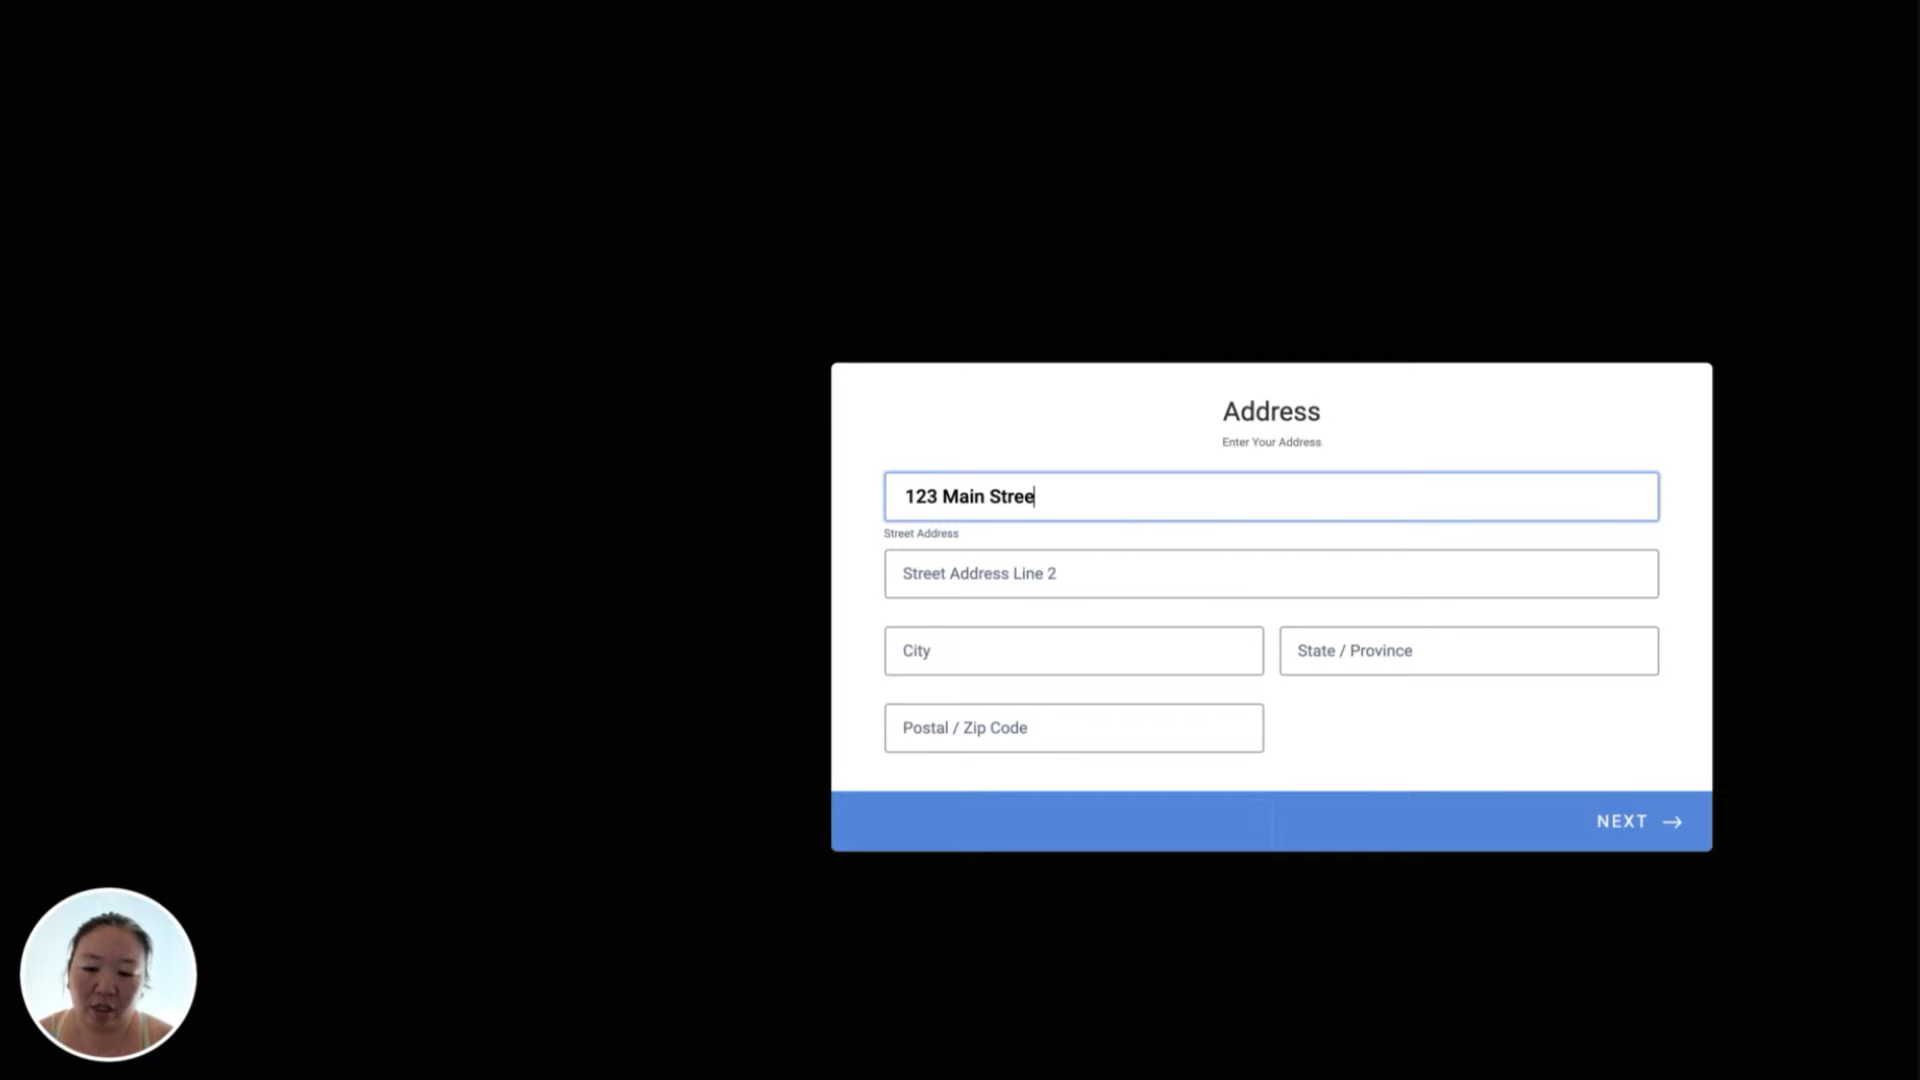 Address
Enter Your Address
123 Main Stree
Street Address
Street Address Line 2
City
State / Province
Postal / Zip Code
NEXT →